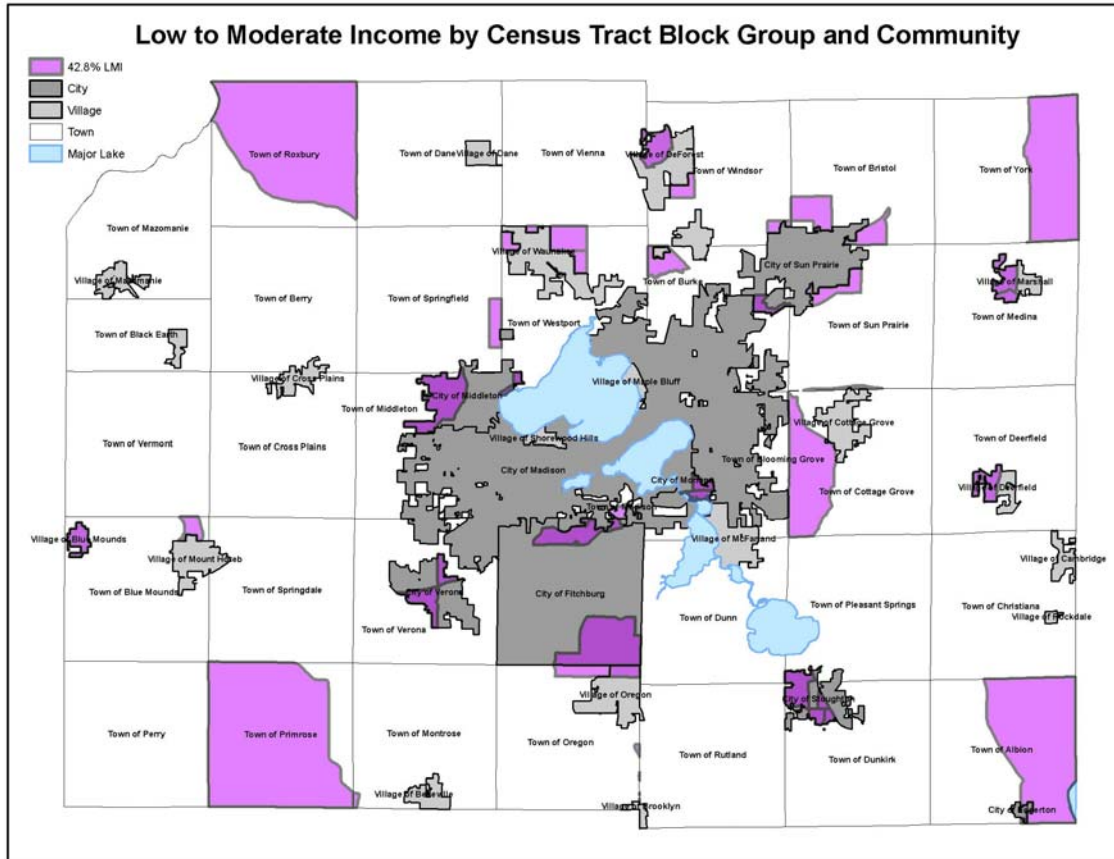 Low to Moderate Income by Census Tract Block Group and Community
42.8% LMI
City
Village
Town
Major Lake
Town of Roxbury
Town of Dane
Village of Dane
Town of Vienna
Village of DeForest
Town of Windsor
Town of Bristol
Town of York
Town of Mazomanie
Village of Mazomanie
Town of Berry
Town of Springfield
Town of Westport
Town of Burke
City of Sun Prairie
Town of Sun Prairie
Village of Marshall
Town of Medina
Town of Black Earth
Village of Cross Plains
Town of Middleton
City of Middleton
Village of Maple Bluff
Village of Shorewood Hills
Village of Cottage Grove
Town of Vermont
Town of Cross Plains
City of Madison
Town of Blooming Grove
Town of Deerfield
Town of Cottage Grove
Village of Deerfield
Village of Blue Mounds
Village of Mount Horeb
Village of McFarland
Village of Cambridge
Town of Blue Mounds
Town of Springdale
City of Verona
Town of Verona
City of Fitchburg
Town of Dunn
Town of Pleasant Springs
Town of Christiana
Village of Rockdale
Village of Oregon
City of Stoughton
Town of Perry
Town of Primrose
Town of Montrose
Town of Oregon
Town of Rutland
Town of Dunkirk
Town of Albion
Village of Belleville
Village of Brooklyn
City of Edgerton